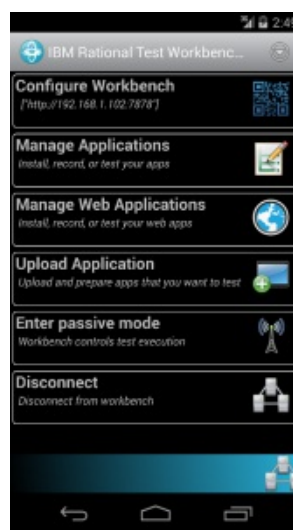 2:45
IBM Rational Test Workbenc...
Configure Workbench
["http://192.168.1.102:7878"]
Manage Applications
Install, record, or test your apps
Manage Web Applications
Install, record, or test your web apps
Upload Application
Upload and prepare apps that you want to test
Enter passive mode
Workbench controls test execution
Disconnect
Disconnect from workbench